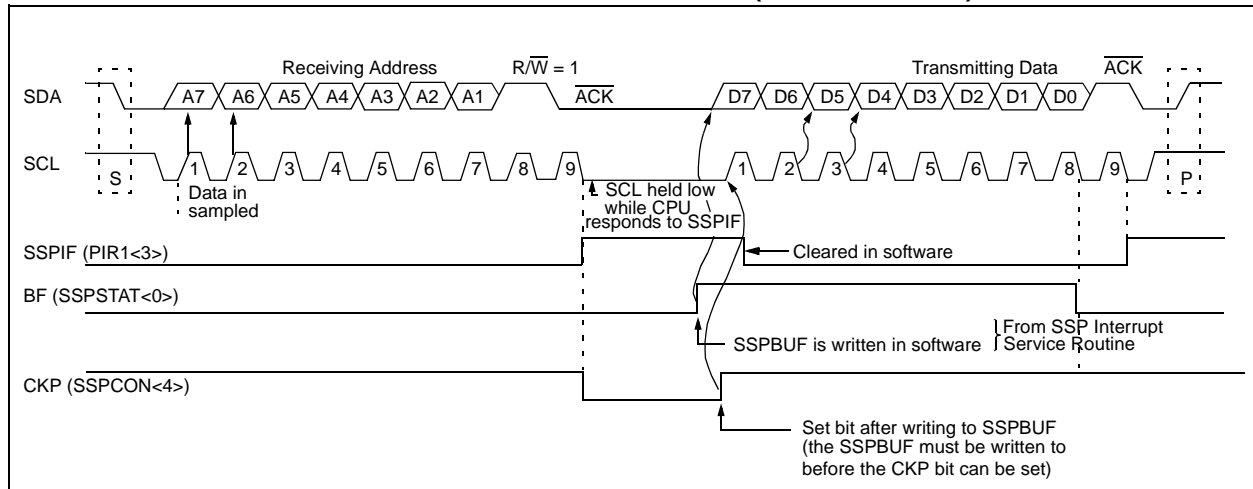 Receiving Address R/W̅ = 1 Transmitting Data A̅C̅K̅
SDA A7 A6 A5 A4 A3 A2 A1 A̅C̅K̅ D7 D6 D5 D4 D3 D2 D1 D0
SCL S 1 2 3 4 5 6 7 8 9 1 2 3 4 5 6 7 8 9 P
Data in
sampled
SCL held low
while CPU
responds to SSPIF
SSPIF (PIR1<3>)
Cleared in software
BF (SSPSTAT<0>)
SSPBUF is written in software
From SSP Interrupt
Service Routine
CKP (SSPCON<4>)
Set bit after writing to SSPBUF
(the SSPBUF must be written to
before the CKP bit can be set)